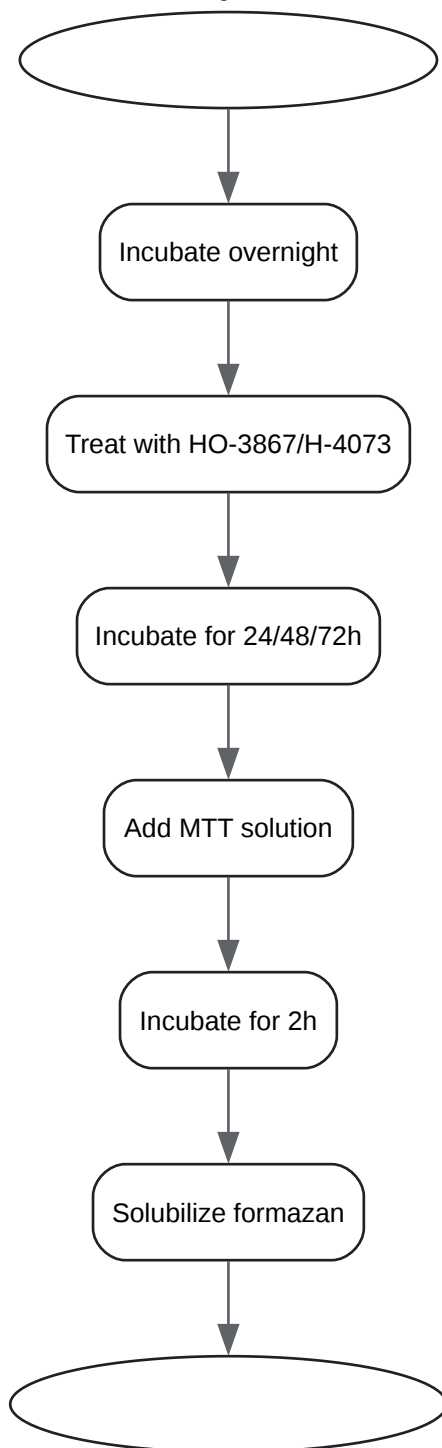 Incubate overnight
Treat with HO-3867/H-4073
Incubate for 24/48/72h
Add MTT solution
Incubate for 2h
Solubilize formazan